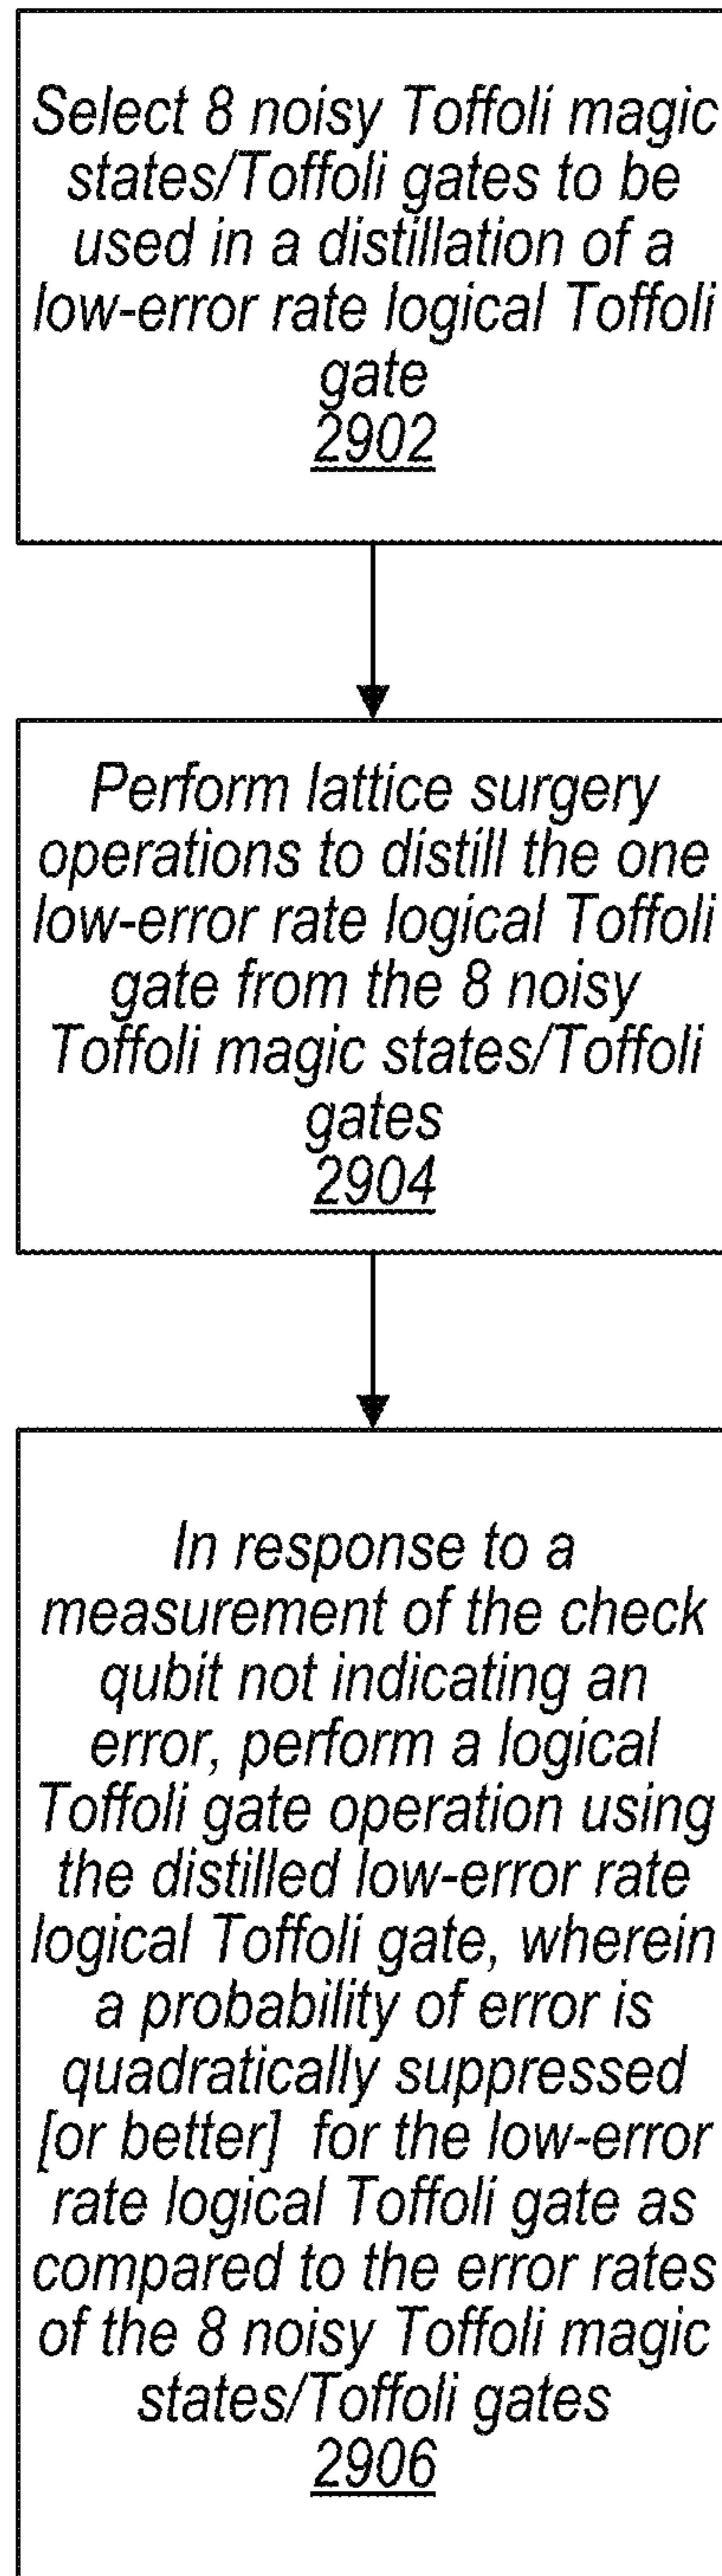 Select 8 noisy Toffoli magic
states/Toffoli gates to be
used in a distillation of a
low-error rate logical Toffoli
gate
2902
Perform lattice surgery
operations to distill the one
low-error rate logical Toffoli
gate from the 8 noisy
Toffoli magic states/Toffoli
gates
2904
In response to a
measurement of the check
qubit not indicating an
error, perform a logical
Toffoli gate operation using
the distilled low-error rate
logical Toffoli gate, wherein
a probability of error is
quadratically suppressed
[or better] for the low-error
rate logical Toffoli gate as
compared to the error rates
of the 8 noisy Toffoli magic
states/Toffoli gates
2906